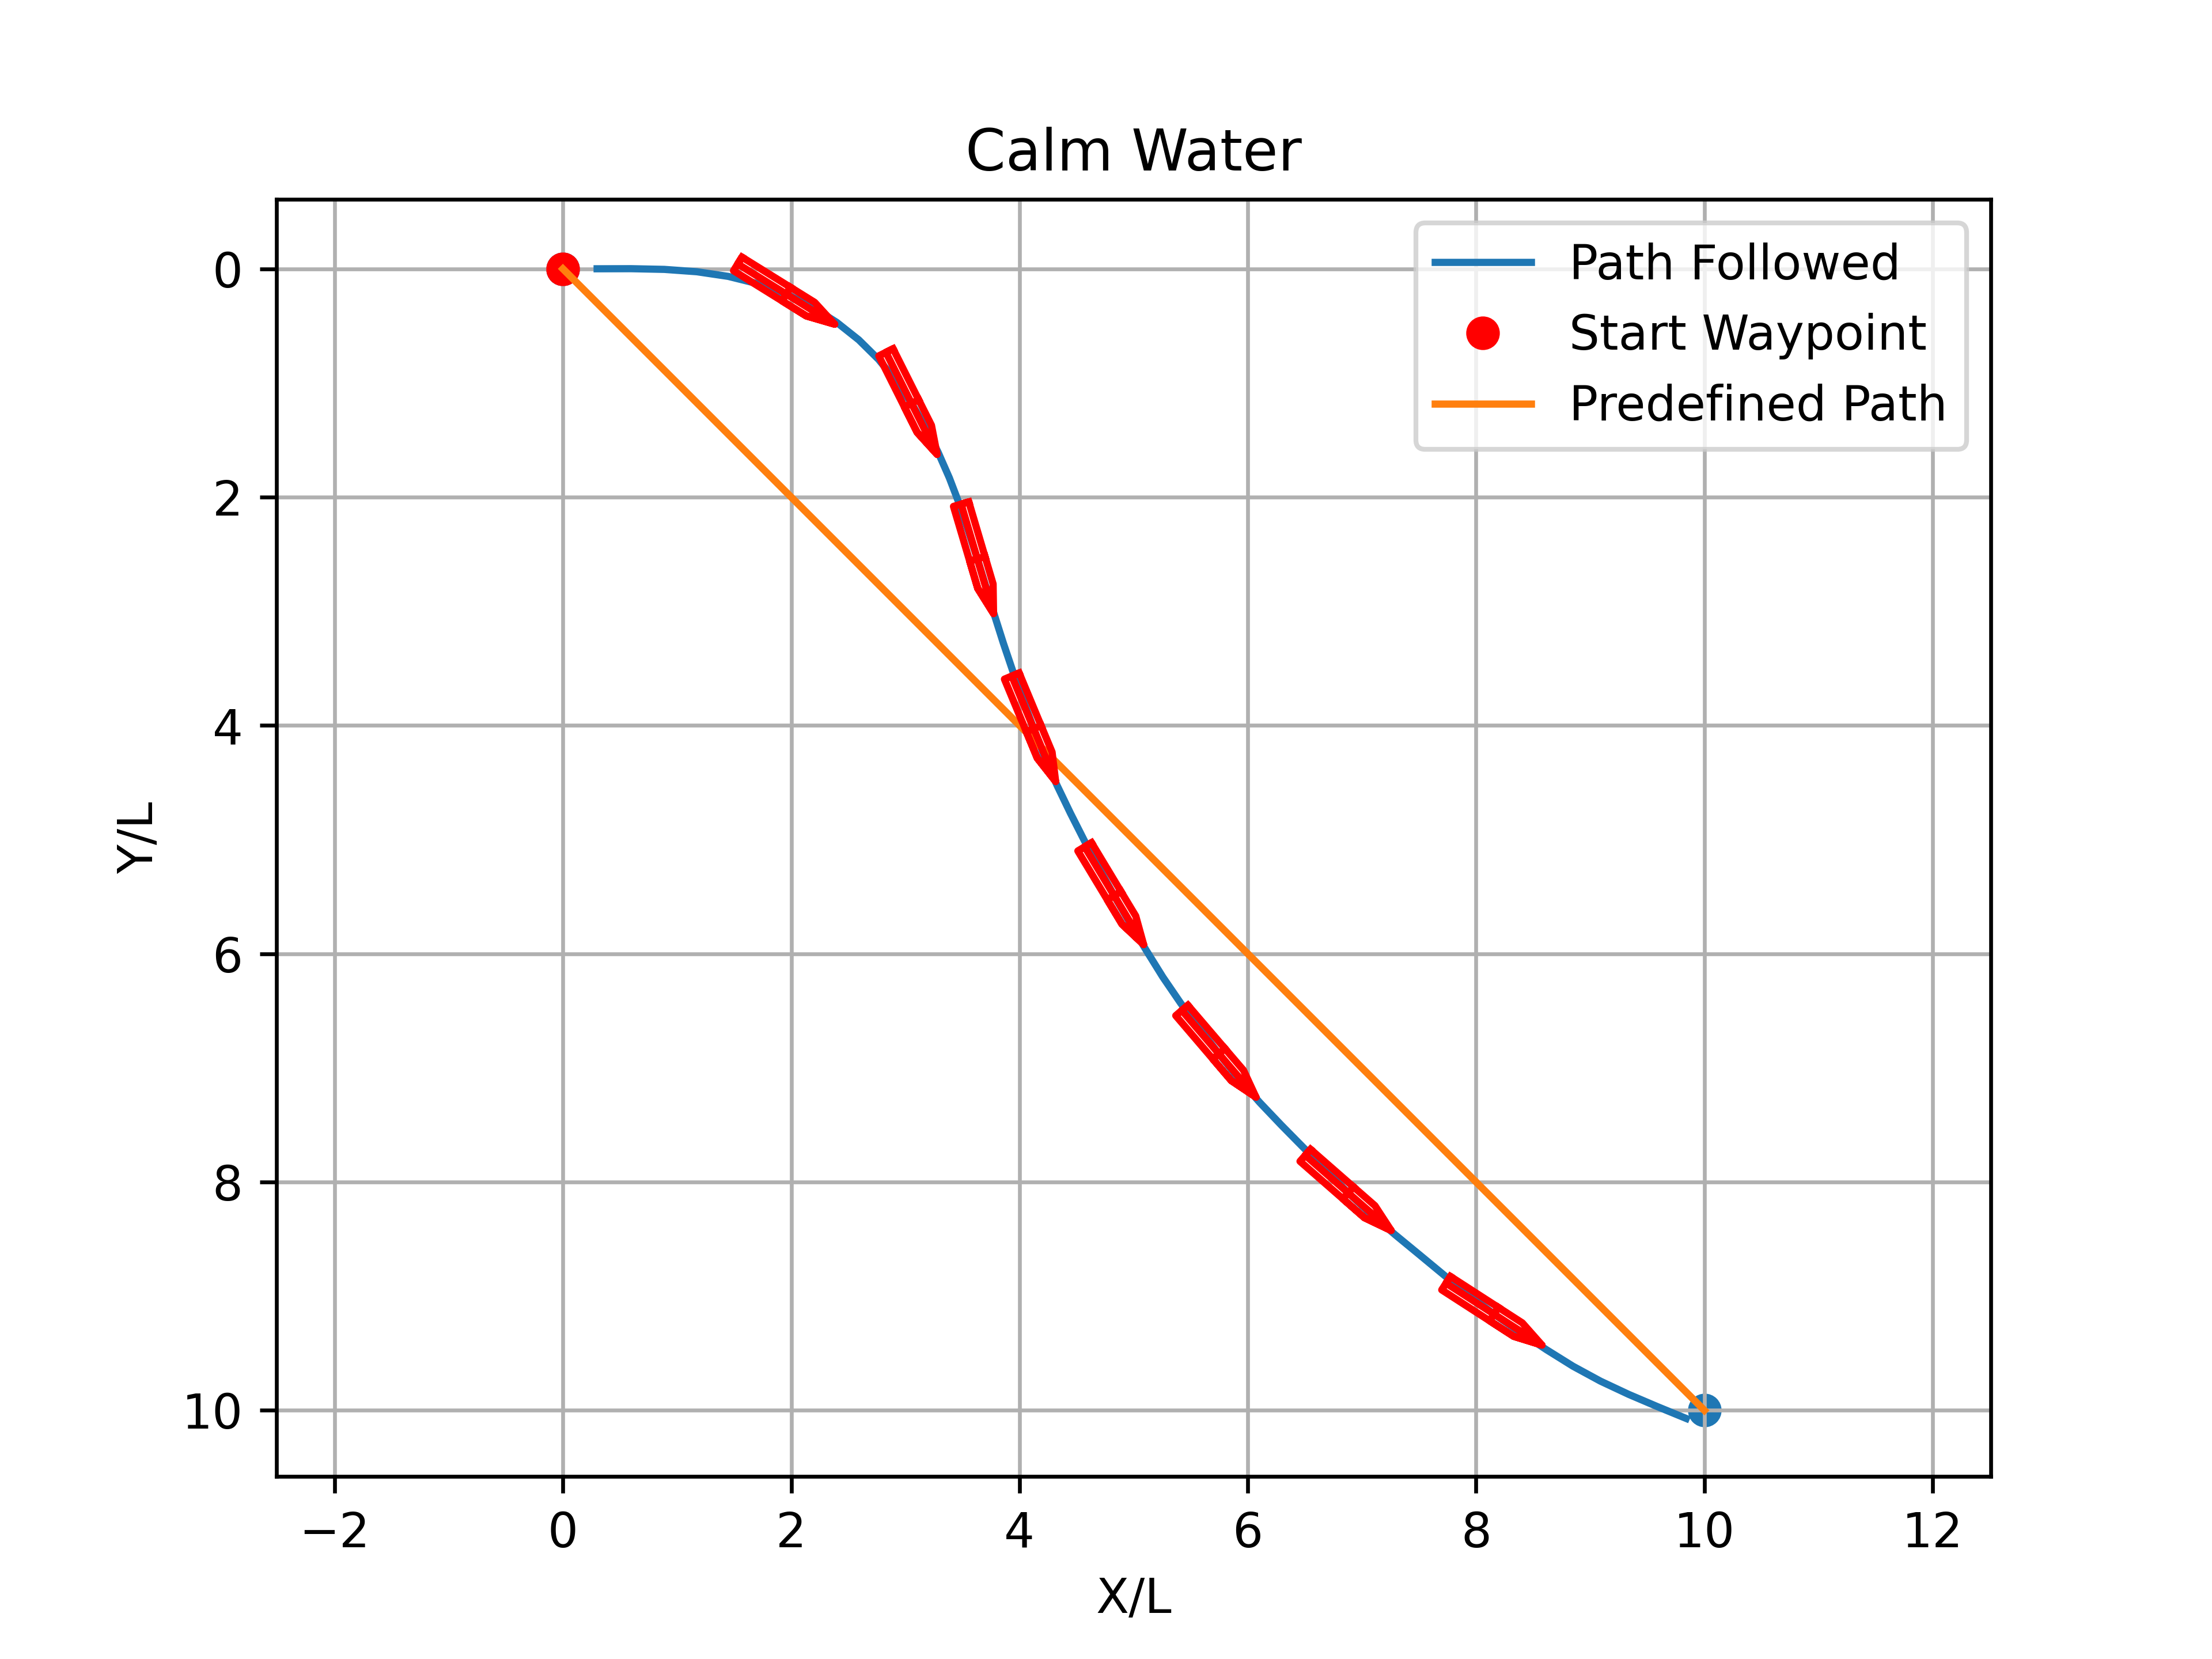 Calm Water
Path Followed
Start Waypoint
Predefined Path
0
2
4
6
8
10
Y/L
−2 0 2 4 6 8 10 12
X/L